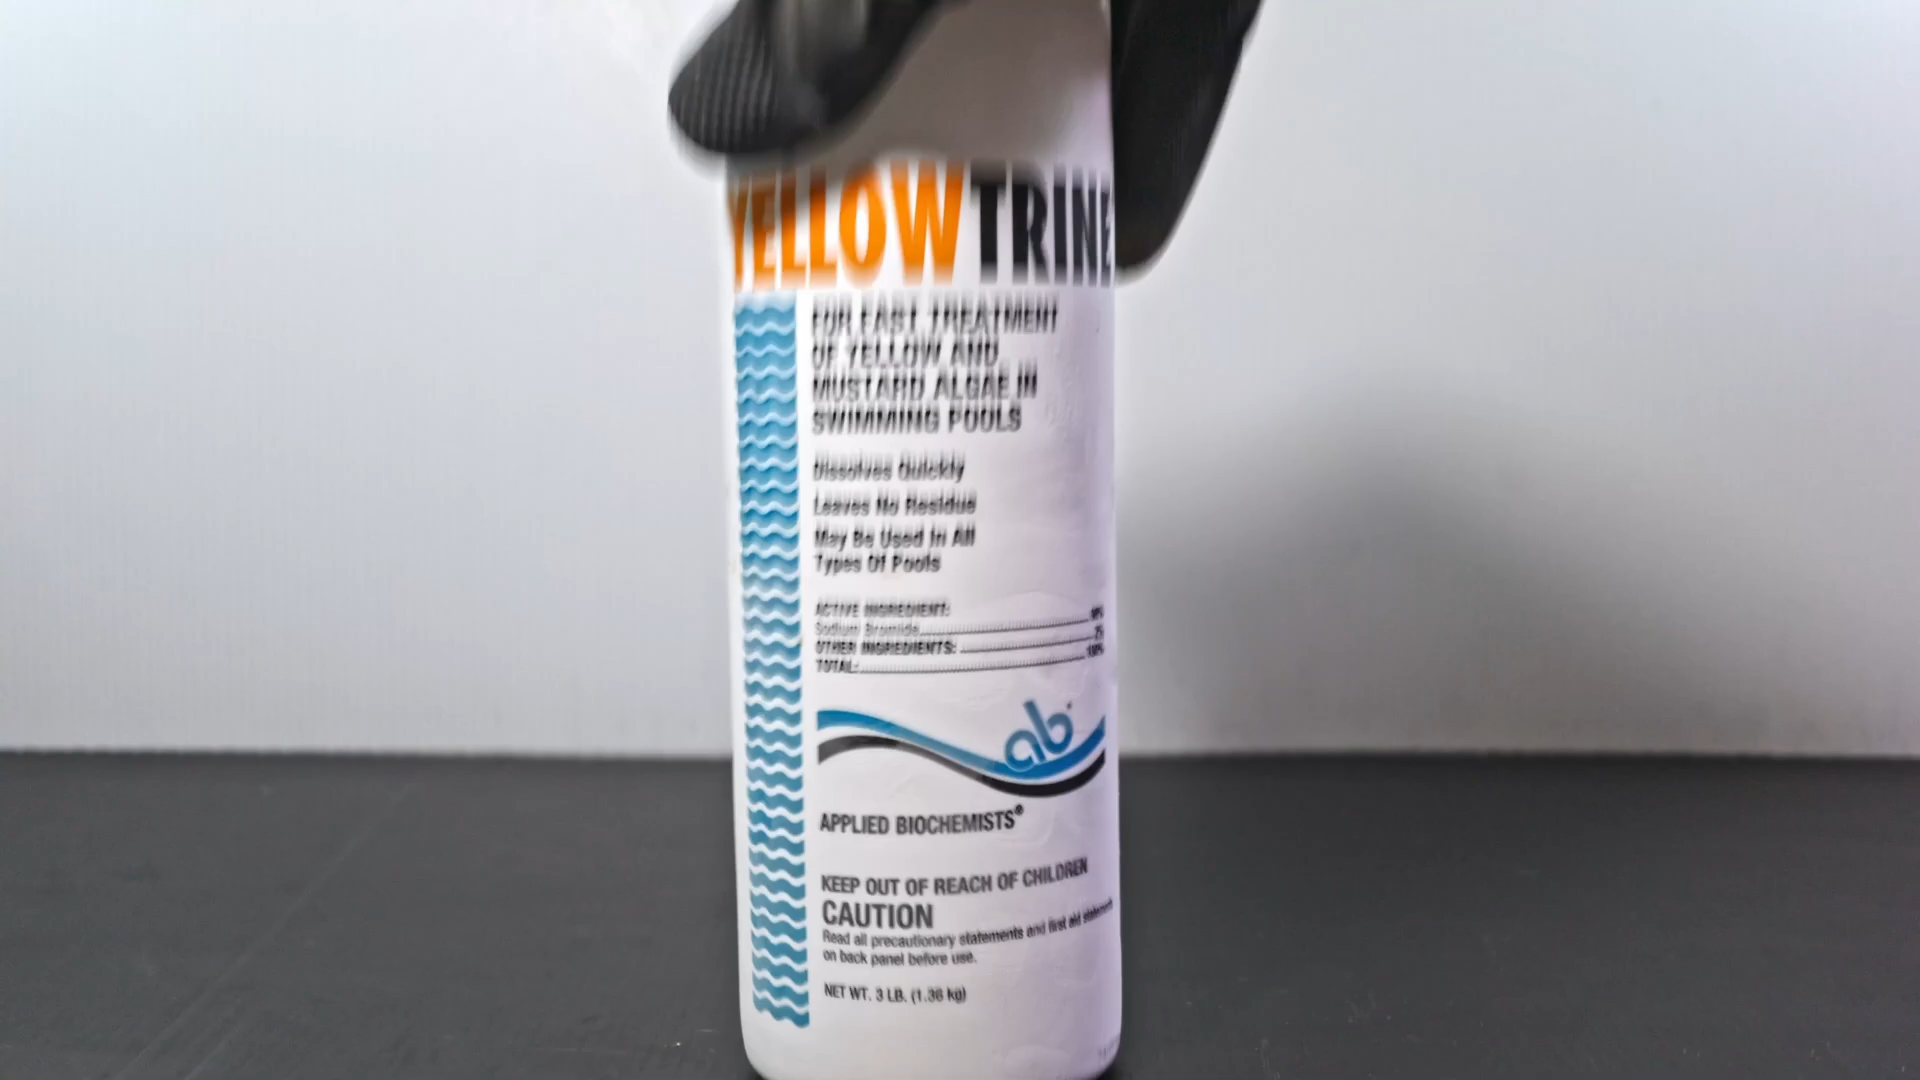 YELLOWTRINE
FOR FAST TREATMENT
OF YELLOW AND
MUSTARD ALGAE IN
SWIMMING POOLS
Dissolves Quickly
Leaves No Residue
May Be Used In All
Types Of Pools
ACTIVE INGREDIENT:
Sodium Bromide
OTHER INGREDIENTS:
TOTAL: 100%
ab
APPLIED BIOCHEMISTS®
KEEP OUT OF REACH OF CHILDREN
CAUTION
Read all precautionary statements and first aid statements
on back panel before use.
NET WT. 3 LB. (1.36 kg)